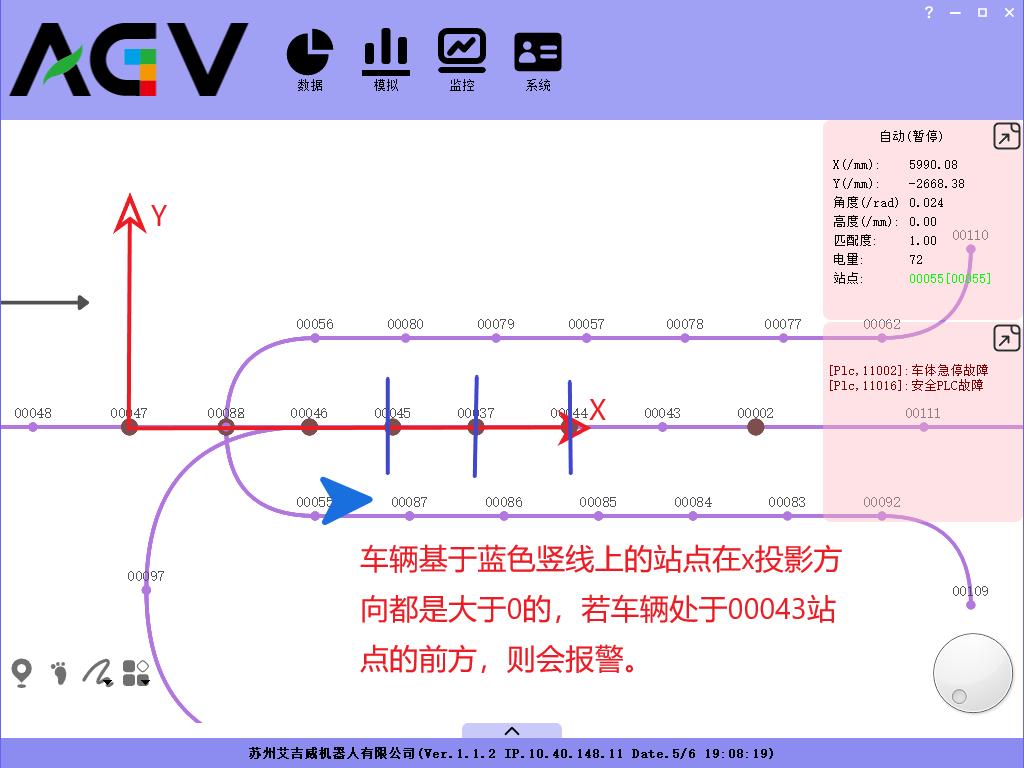 ?
AGV
数据 模拟 监控 系统
自动(暂停)
X(/mm): 5990.08
Y(/mm): -2668.38
角度(/rad) 0.024
高度(/mm): 0.00
匹配度: 1.00
电量: 72
站点: 00055[00055]
Y
00110
00056 00080 00079 00057 00078 00077 00062
[Plc,11002]:车体急停故障
[Plc,11016]:安全PLC故障
X
00048 00047 00046 00045 00037 00044 00043 00002 00111
00055 00087 00086 00085 00084 00083 00092
车辆基于蓝色竖线上的站点在x投影方
向都是大于0的，若车辆处于00043站
点的前方，则会报警。
00097
00109
苏州艾吉威机器人有限公司(Ver.1.1.2 IP.10.40.148.11 Date.5/6 19:08:19)